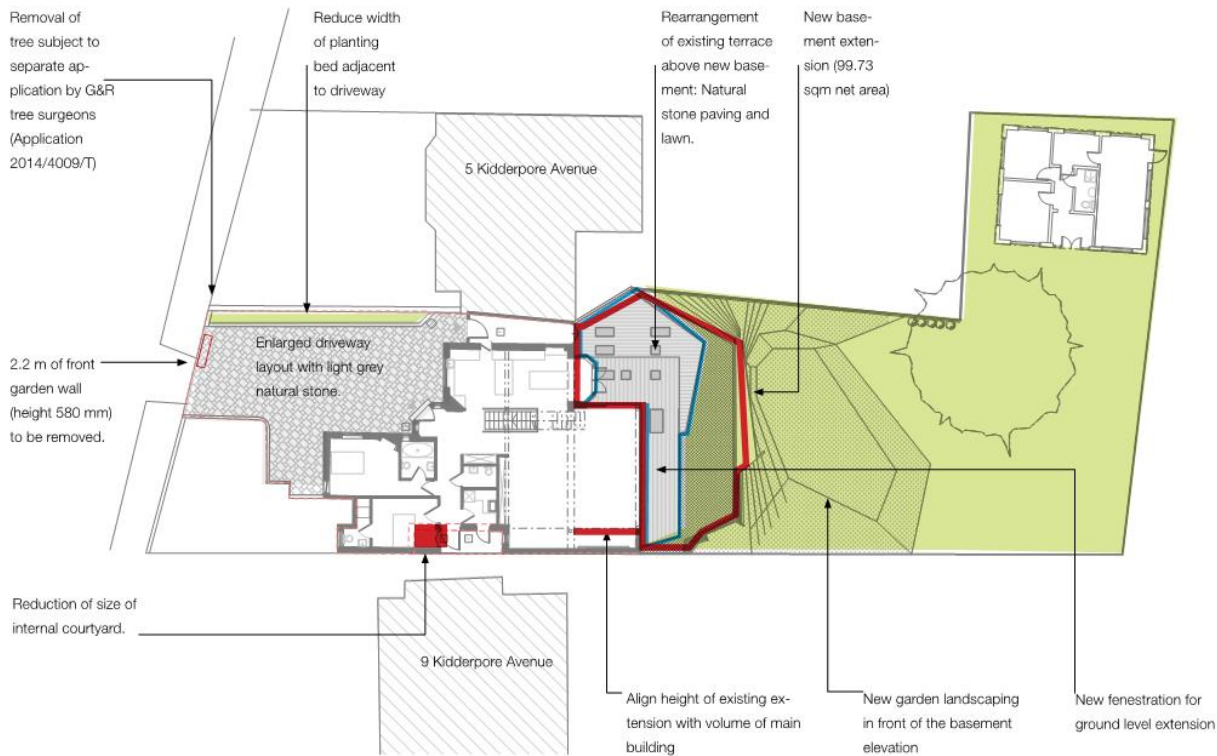 Removal of
tree subject to
separate ap-
plication by G&R
tree surgeons
(Application
2014/4009/T)
Reduce width
of planting
bed adjacent
to driveway
Rearrangement
of existing terrace
above new base-
ment: Natural
stone paving and
lawn.
New base-
ment exten-
sion (99.73
sqm net area)
5 Kidderpore Avenue
Enlarged driveway
layout with light grey
natural stone.
2.2 m of front
garden wall
(height 580 mm)
to be removed.
Reduction of size of
internal courtyard.
9 Kidderpore Avenue
Align height of existing ex-
tension with volume of main
building
New garden landscaping
in front of the basement
elevation
New fenestration for
ground level extension